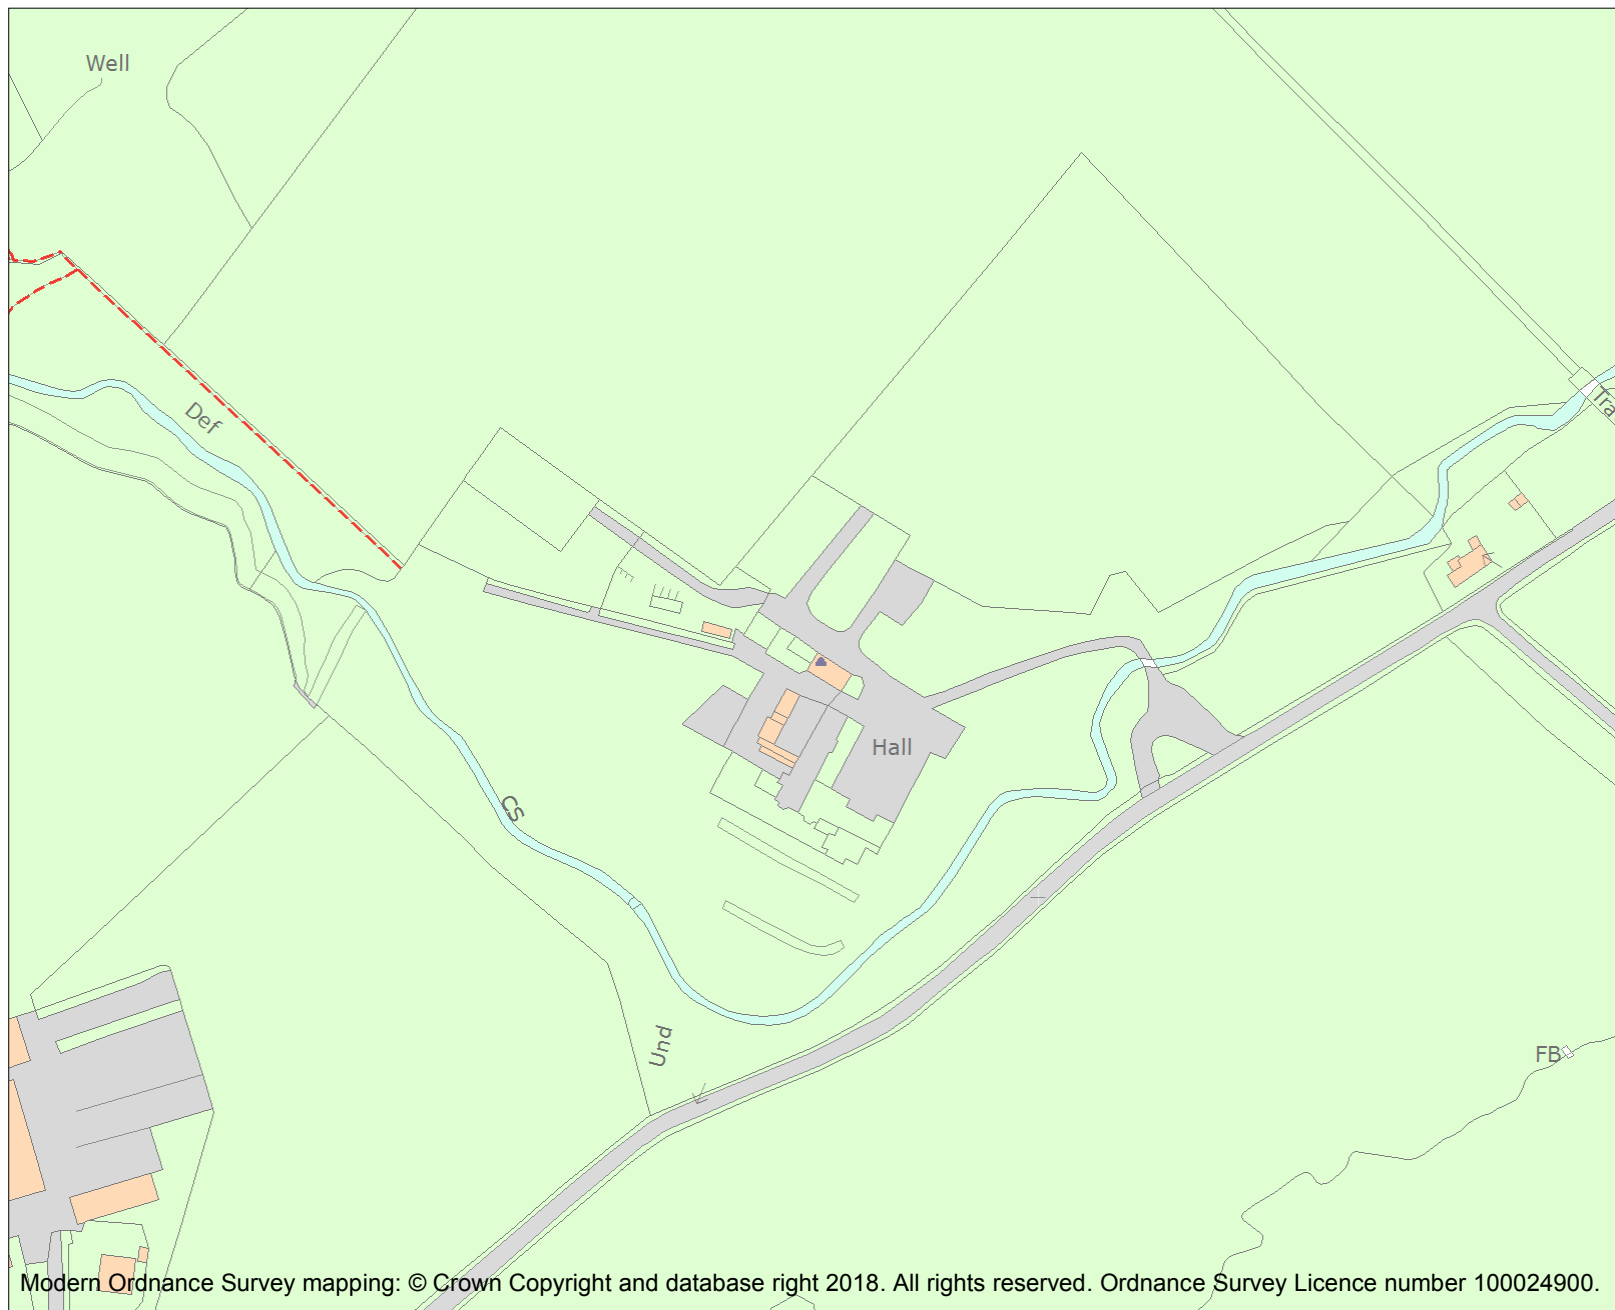 Well
Def
Tra
Hall
CS
Und
FB
Modern Ordnance Survey mapping: © Crown Copyright and database right 2018. All rights reserved. Ordnance Survey Licence number 100024900.